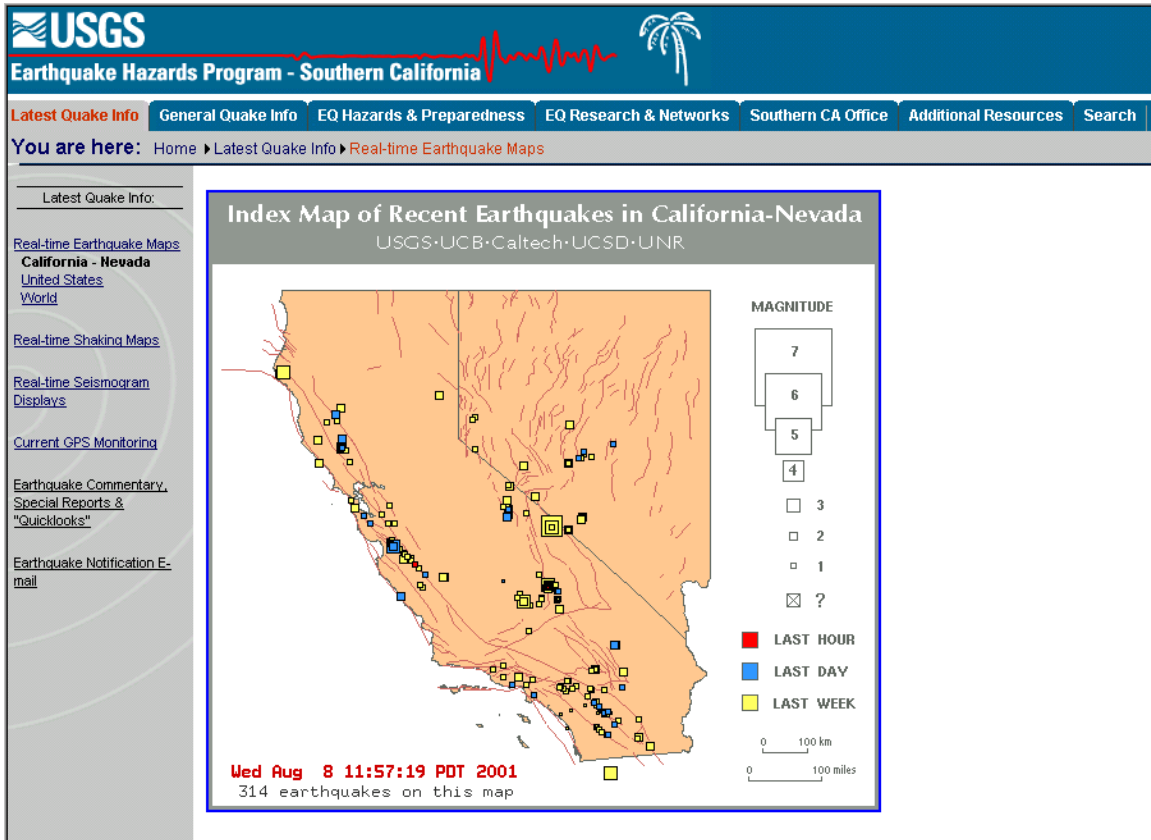 USGS
Earthquake Hazards Program - Southern California
Latest Quake Info General Quake Info EQ Hazards & Preparedness EQ Research & Networks Southern CA Office Additional Resources Search
You are here: Home Latest Quake Info Real-time Earthquake Maps
Latest Quake Info:
Real-time Earthquake Maps
California - Nevada
United States
World
Real-time Shaking Maps
Real-time Seismogram
Displays
Current GPS Monitoring
Earthquake Commentary,
Special Reports &
"Quicklooks"
Earthquake Notification E-
mail
Index Map of Recent Earthquakes in California-Nevada
USGS·UCB·Caltech·UCSD·UNR
MAGNITUDE
7
6
5
4
3
2
1
?
LAST HOUR
LAST DAY
LAST WEEK
0 100 km
0 100 miles
Wed Aug 8 11:57:19 PDT 2001
314 earthquakes on this map